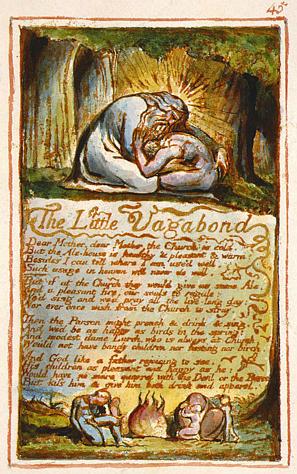 45
The Little Vagabond
Dear Mother, dear Mother, the Church is cold,
But the Ale-house is healthy & pleasant & warm
Besides I can tell where I am use'd well,
Such usage in heaven will never do well.
But if at the Church they would give us some Ale.
And a pleasant fire, our souls to regale:
We'd sing and we'd pray all the live long day;
Nor ever once wish from the Church to stray,
Then the Parson might preach & drink & sing.
And we'd be as happy as birds in the spring:
And modest dame Lurch, who is always at Church
Would not have bandy children nor fasting nor birch.
And God like a father rejoicing to see,
His children as pleasant and happy as he:
Would have no more quarrel with the Devil or the Barrel
But kiss him & give him both drink and apparel.